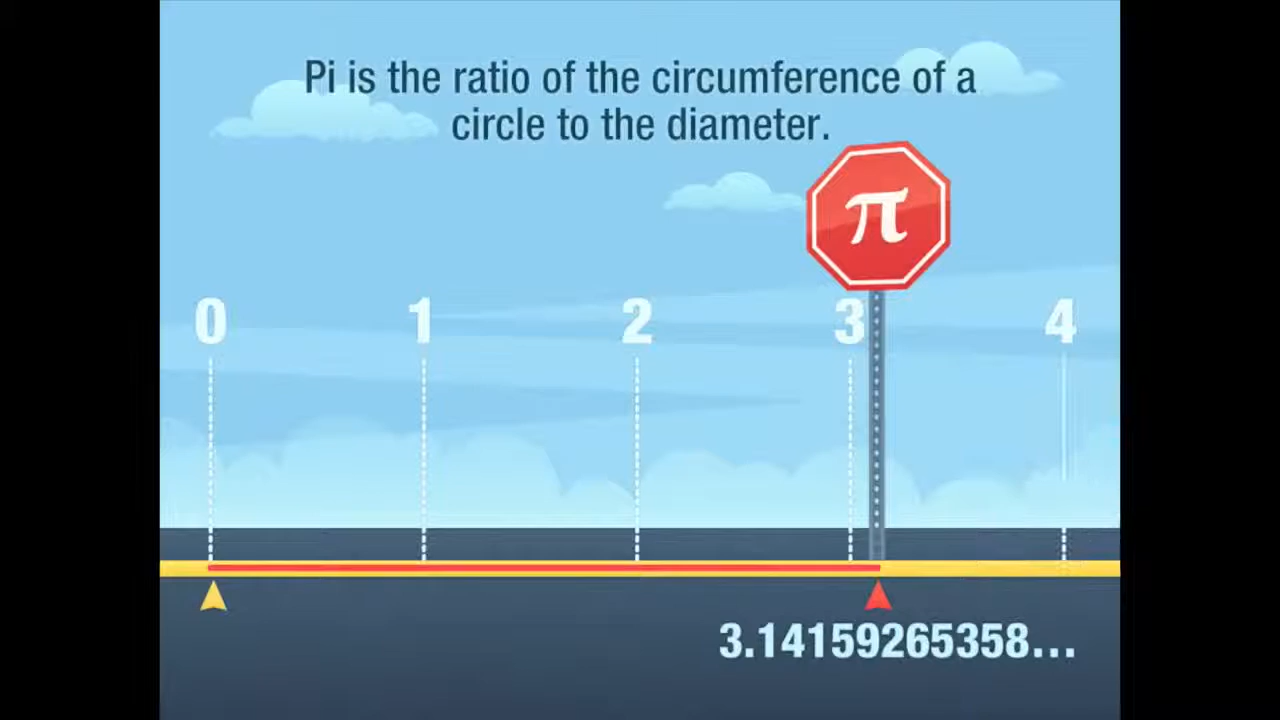 Pi is the ratio of the circumference of a
circle to the diameter.
π
0 1 2 3 4
3.14159265358...